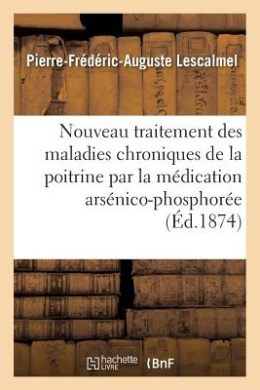 Pierre-Frédéric-Auguste Lescalmel
Nouveau traitement des maladies
chroniques de la poitrine par la médication
arsénico-phosphorée
(Éd.1874)
hachette
LIVRE
{BnF